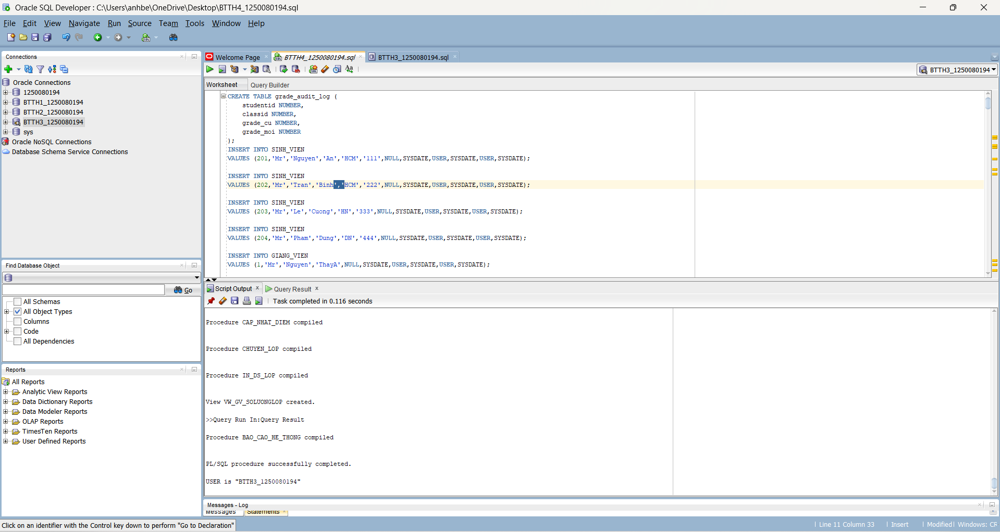 Oracle SQL Developer : C:\Users\anhbe\OneDrive\Desktop\BTTH4_1250080194.sql
File Edit View Navigate Run Source Team Tools Window Help
Connections
Oracle Connections
1250080194
BTTH1_1250080194
BTTH2_1250080194
BTTH3_1250080194
sys
Oracle NoSQL Connections
Database Schema Service Connections
Find Database Object
Go
All Schemas
All Object Types
Columns
Code
All Dependencies
Reports
All Reports
Analytic View Reports
Data Dictionary Reports
Data Modeler Reports
OLAP Reports
TimesTen Reports
User Defined Reports
Welcome Page BTTH4_1250080194.sql BTTH3_1250080194.sql
BTTH3_1250080194
Worksheet Query Builder
CREATE TABLE grade_audit_log (
studentid NUMBER,
classid NUMBER,
grade_cu NUMBER,
grade_moi NUMBER
);
INSERT INTO SINH_VIEN
VALUES (201,'Mr','Nguyen','An','HCM','111',NULL,SYSDATE,USER,SYSDATE,USER,SYSDATE);
INSERT INTO SINH_VIEN
VALUES (202,'Mr','Tran','Binh','HCM','222',NULL,SYSDATE,USER,SYSDATE,USER,SYSDATE);
INSERT INTO SINH_VIEN
VALUES (203,'Mr','Le','Cuong','HN','333',NULL,SYSDATE,USER,SYSDATE,USER,SYSDATE);
INSERT INTO SINH_VIEN
VALUES (204,'Mr','Pham','Dung','DN','444',NULL,SYSDATE,USER,SYSDATE,USER,SYSDATE);
INSERT INTO GIANG_VIEN
VALUES (1,'Mr','Nguyen','ThayA',NULL,SYSDATE,USER,SYSDATE,USER,SYSDATE);
Script Output Query Result
SQL
Task completed in 0.116 seconds
Procedure CAP_NHAT_DIEM compiled
Procedure CHUYEN_LOP compiled
Procedure IN_DS_LOP compiled
View VW_GV_SOLUONGLOP created.
>>Query Run In:Query Result
Procedure BAO_CAO_HE_THONG compiled
PL/SQL procedure successfully completed.
USER is "BTTH3_1250080194"
Messages - Log
Messages Statements
Click on an identifier with the Control key down to perform "Go to Declaration"
Line 11 Column 33 Insert Modified Windows: CR